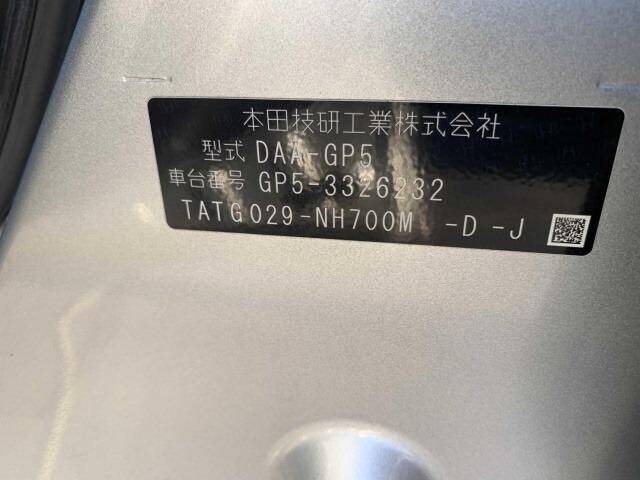 本田技研工業株式会社
型式 DAA-GP5
車台番号 GP5-3326232
TATG029-NH700M -D -J